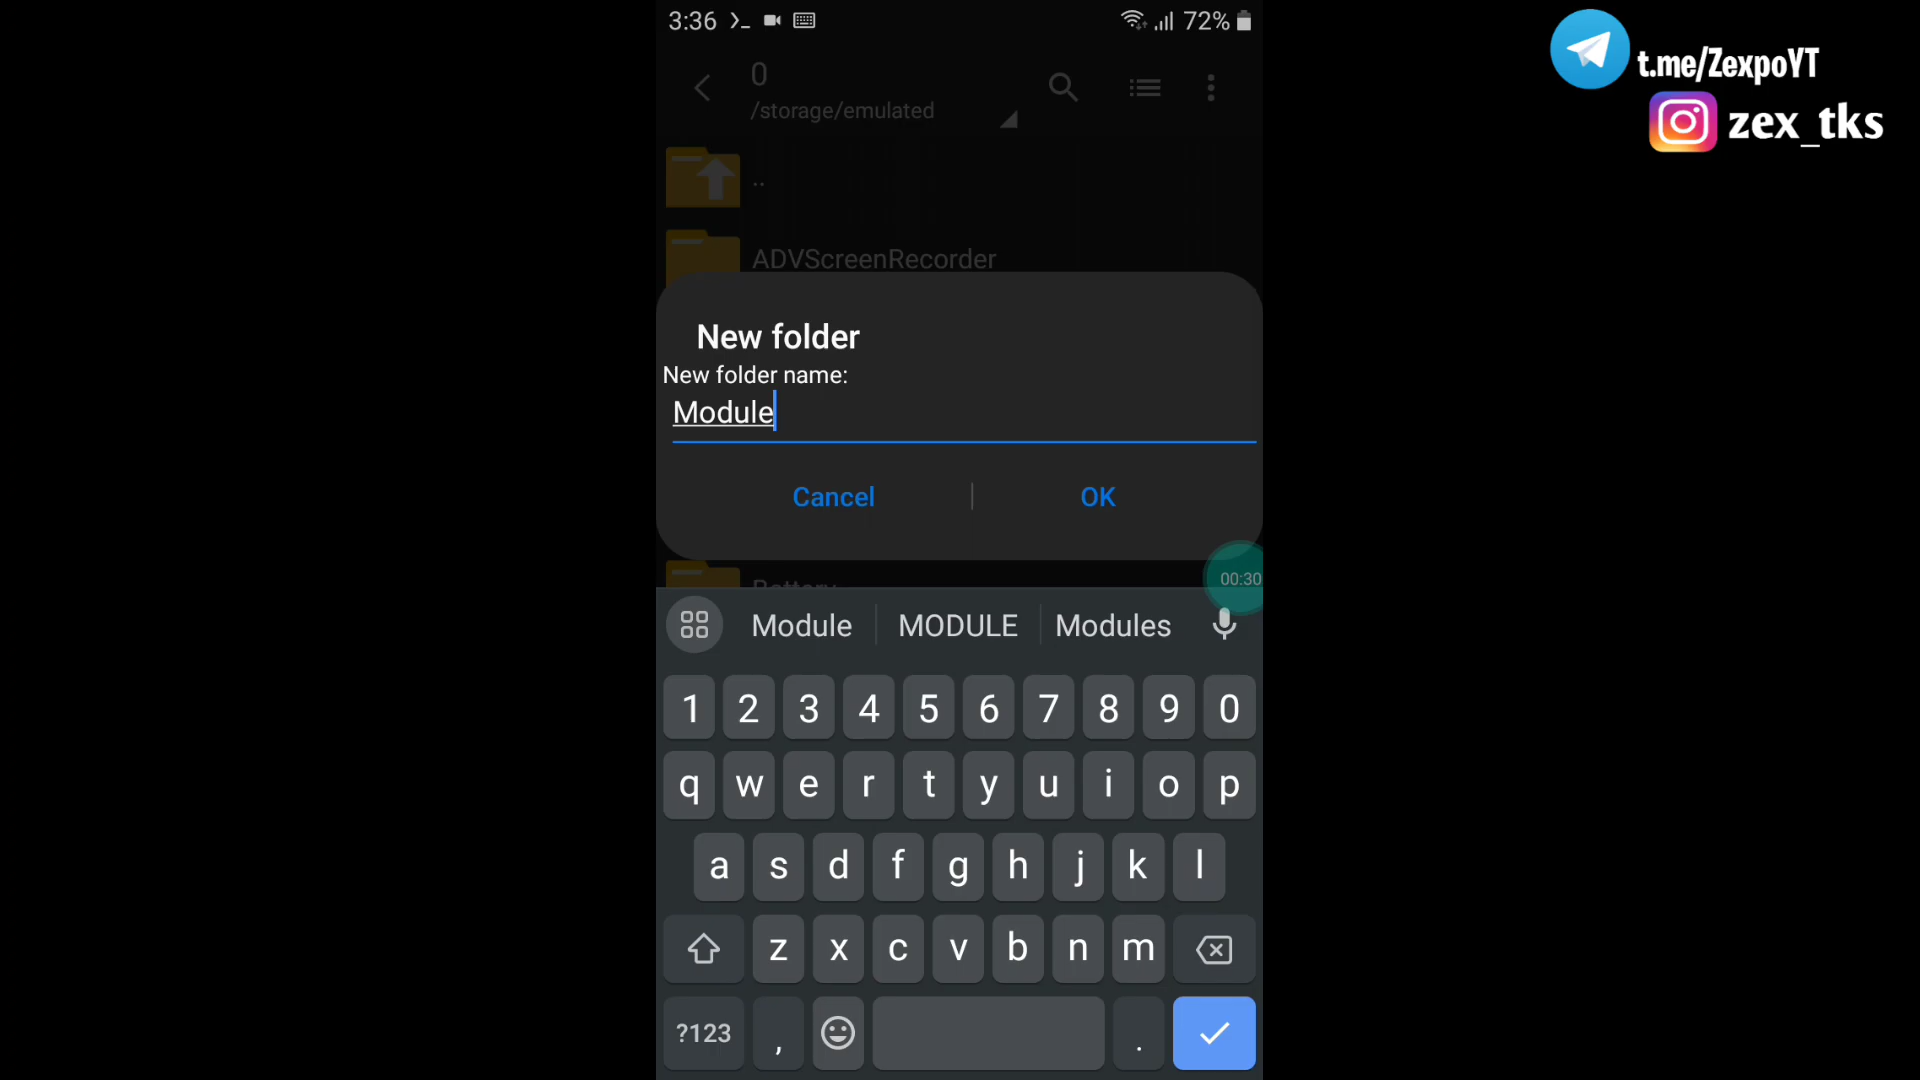 3:36
72%
t.me/ZexpoYT
zex_tks
0
/storage/emulated
..
ADVScreenRecorder
New folder
New folder name:
Module
Cancel OK
Battery
00:30
Module MODULE Modules
1 2 3 4 5 6 7 8 9 0
q w e r t y u i o p
a s d f g h j k l
z x c v b n m
?123 , .